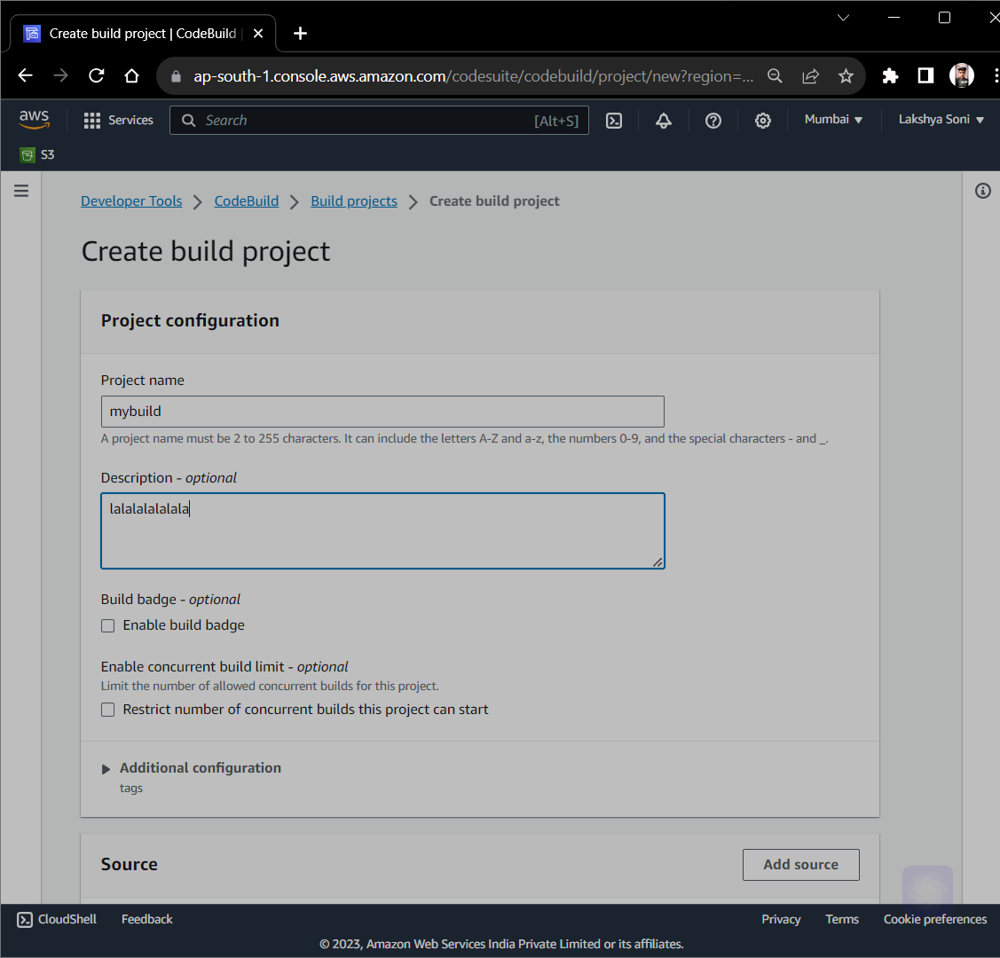 Create build project | CodeBuild |
ap-south-1.console.aws.amazon.com/codesuite/codebuild/project/new?region=...
aws
Services
Search
[Alt+S]
Mumbai
Lakshya Soni
S3
Developer Tools
CodeBuild
Build projects
Create build project
Create build project
Project configuration
Project name
mybuild
A project name must be 2 to 255 characters. It can include the letters A-Z and a-z, the numbers 0-9, and the special characters - and _.
Description - optional
lalalalalalala
Build badge - optional
Enable build badge
Enable concurrent build limit - optional
Limit the number of allowed concurrent builds for this project.
Restrict number of concurrent builds this project can start
Additional configuration
tags
Source
Add source
CloudShell
Feedback
Privacy
Terms
Cookie preferences
© 2023, Amazon Web Services India Private Limited or its affiliates.